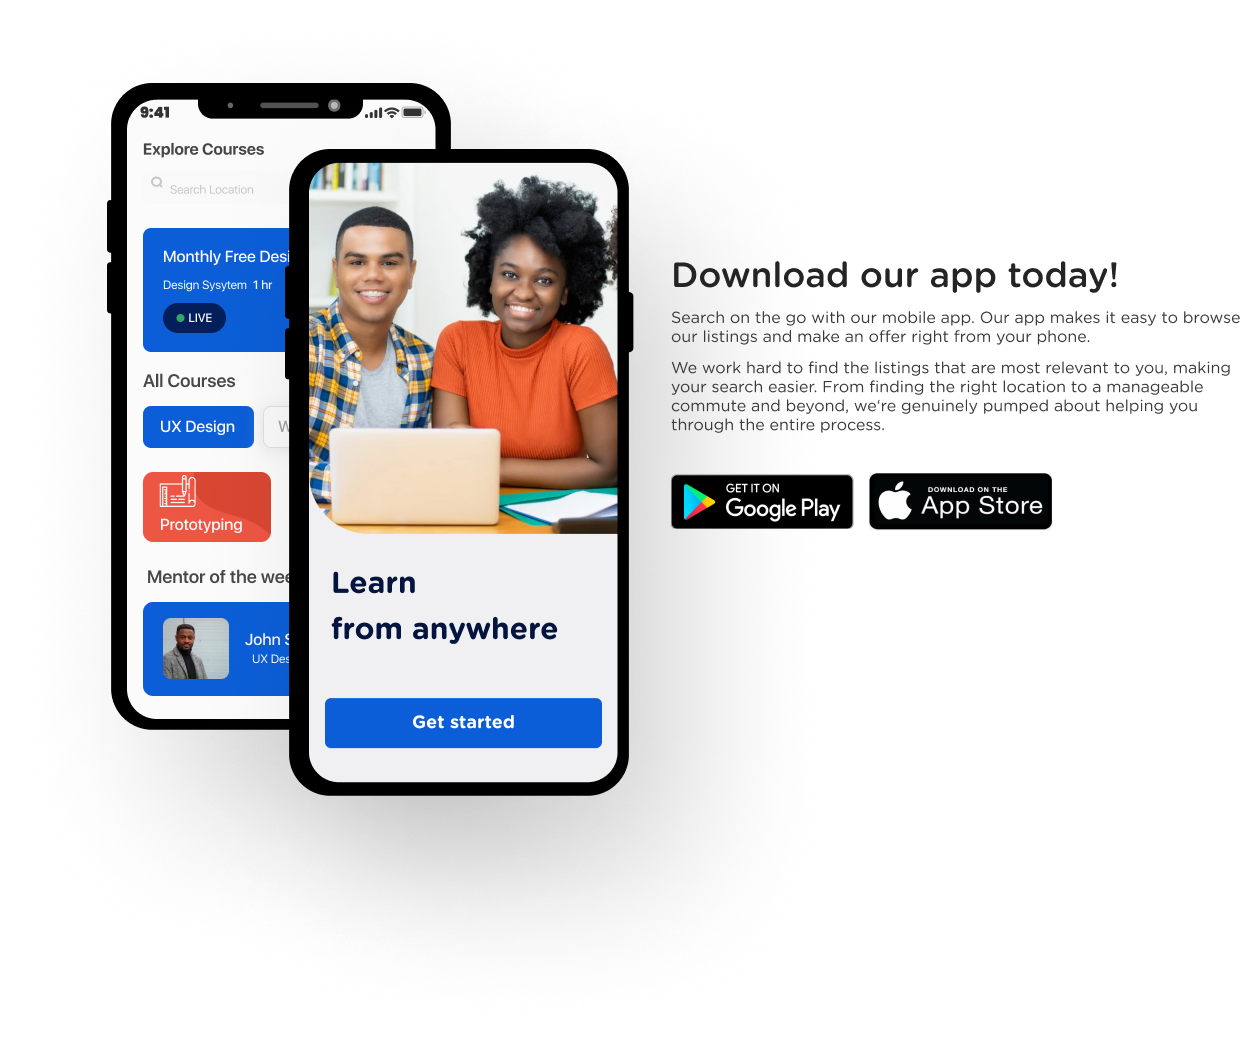 9:41
Explore Courses
Search Location
Monthly Free Desi
Design Sysytem 1 hr
LIVE
All Courses
UX Design
W
Prototyping
Mentor of the wee
John S
UX Des
Learn
from anywhere
Get started
Download our app today!
Search on the go with our mobile app. Our app makes it easy to browse
our listings and make an offer right from your phone.
We work hard to find the listings that are most relevant to you, making
your search easier. From finding the right location to a manageable
commute and beyond, we're genuinely pumped about helping you
through the entire process.
GET IT ON
Google Play
DOWNLOAD ON THE
App Store